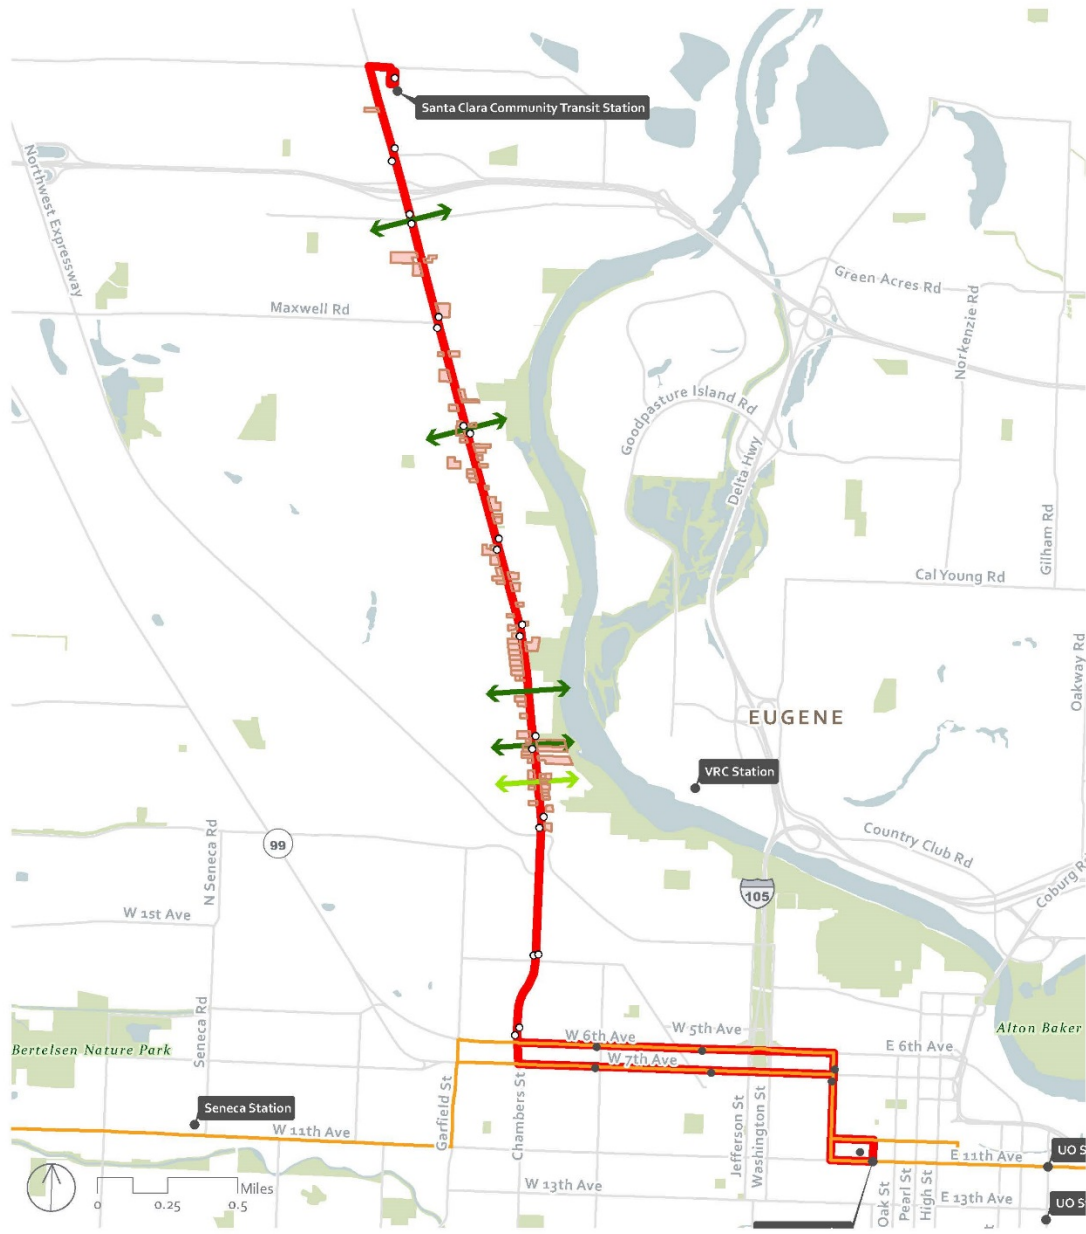 Santa Clara Community Transit Station
Northwest Expressway
Green Acres Rd
Maxwell Rd
Norkenzie Rd
Goodpasture Island Rd
Delta Hwy
Gilham Rd
Cal Young Rd
Oakway Rd
EUGENE
VRC Station
N Seneca Rd
99
Country Club Rd
Coburg R
105
W 1st Ave
Seneca Rd
Alton Baker
W 6th Ave
W 5th Ave
E 6th Ave
Bertelsen Nature Park
W 7th Ave
Garfield St
Chambers St
Jefferson St
Washington St
Seneca Station
W 11th Ave
E 11th Ave
UO S
Oak St
Pearl St
High St
W 13th Ave
E 13th Ave
UO S
Miles
0 0.25 0.5
t